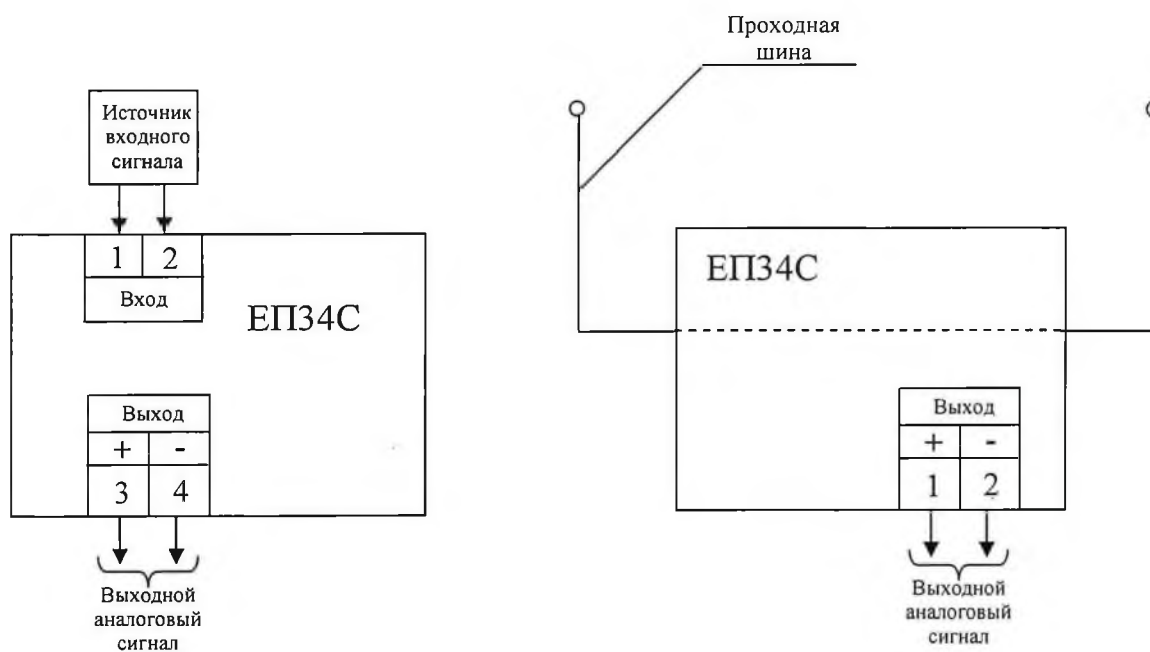 Источник
входного
сигнала
1 2
Вход
ЕП34С
Выход
+ -
3 4
Выходной
аналоговый
сигнал
Проходная
шина
ЕП34С
Выход
+ -
1 2
Выходной
аналоговый
сигнал